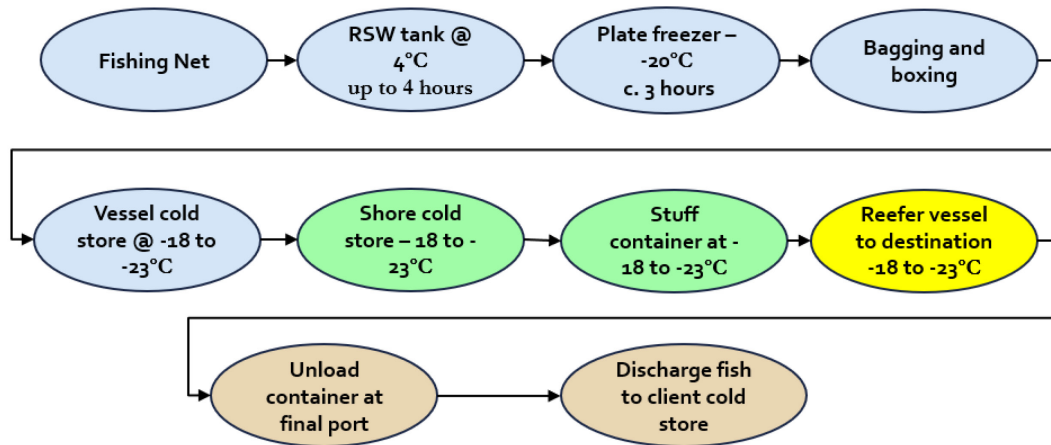 Fishing Net
RSW tank @
4°C
up to 4 hours
Plate freezer –
-20°C
c. 3 hours
Bagging and
boxing
Vessel cold
store @ -18 to
-23°C
Shore cold
store – 18 to -
23°C
Stuff
container at -
18 to -23°C
Reefer vessel
to destination
-18 to -23°C
Unload
container at
final port
Discharge fish
to client cold
store